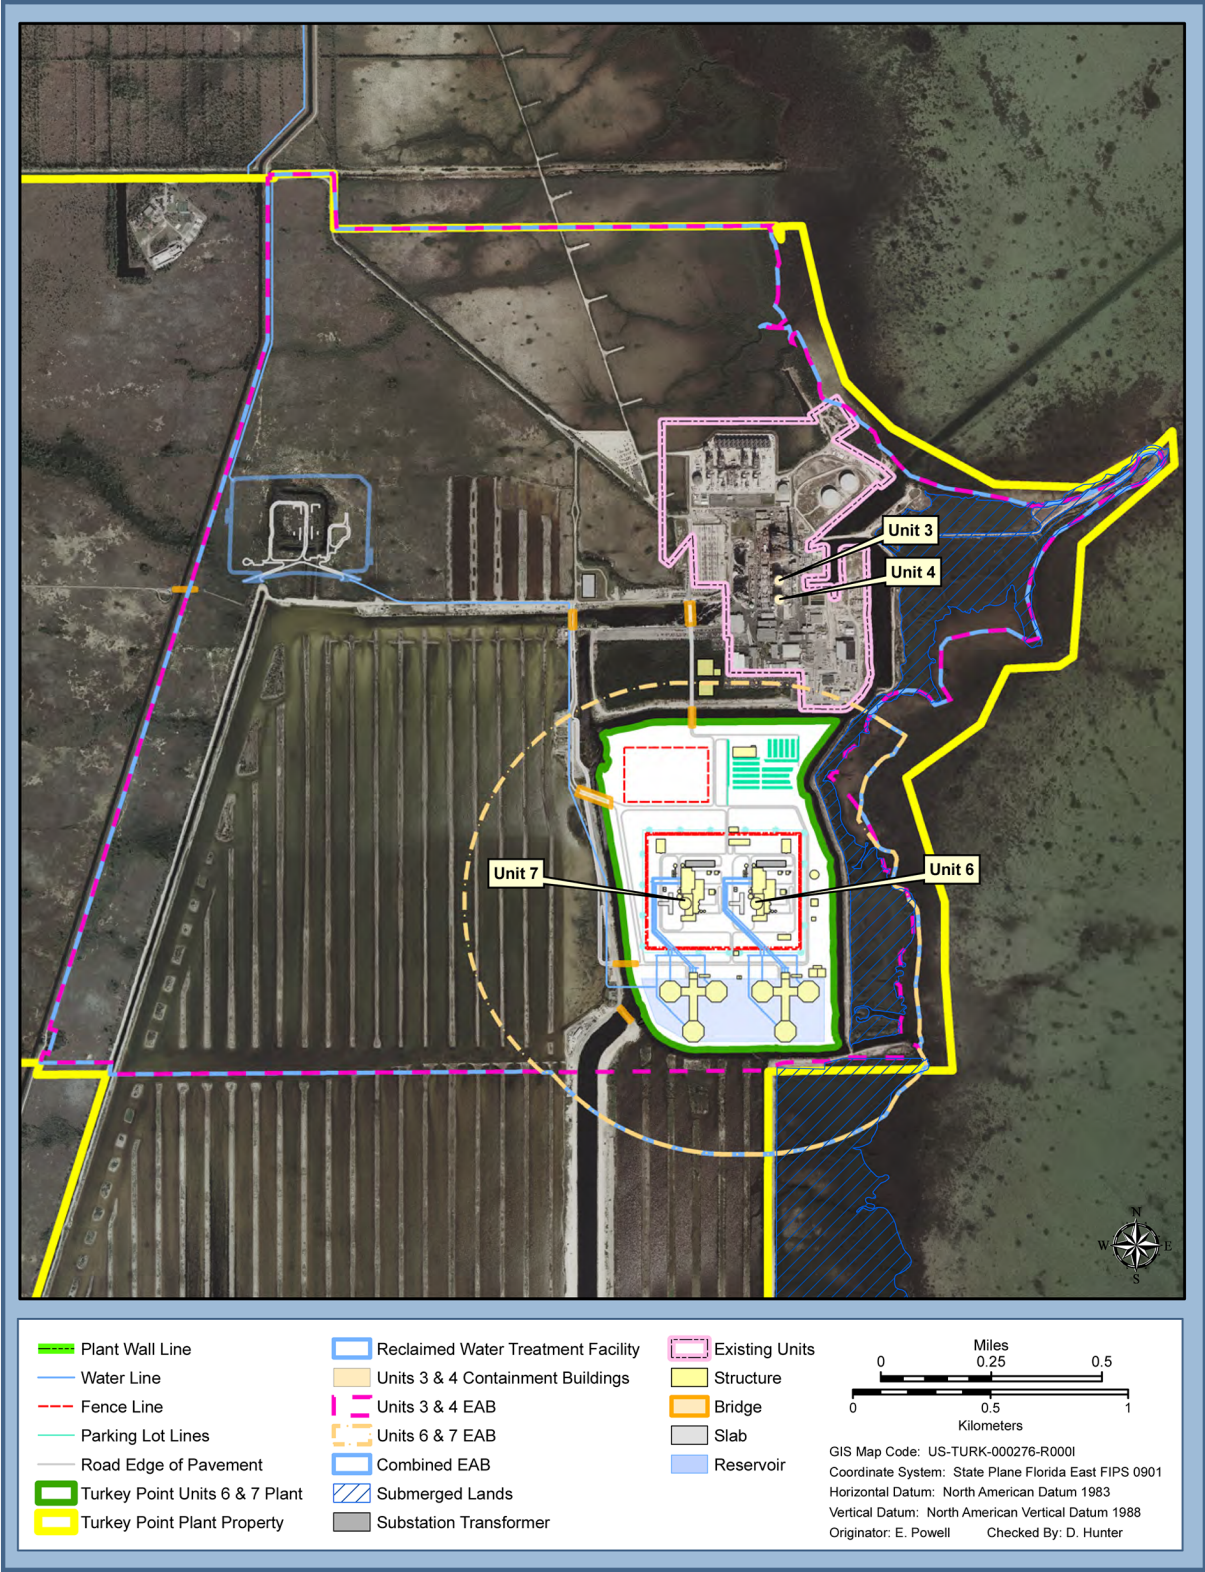 Unit 3
Unit 4
Unit 7
Unit 6
N
W E
S
Plant Wall Line
Water Line
Fence Line
Parking Lot Lines
Road Edge of Pavement
Turkey Point Units 6 & 7 Plant
Turkey Point Plant Property
Reclaimed Water Treatment Facility
Units 3 & 4 Containment Buildings
Units 3 & 4 EAB
Units 6 & 7 EAB
Combined EAB
Submerged Lands
Substation Transformer
Existing Units
Structure
Bridge
Slab
Reservoir
Miles
0 0.25 0.5
0 0.5 1
Kilometers
GIS Map Code: US-TURK-000276-R000I
Coordinate System: State Plane Florida East FIPS 0901
Horizontal Datum: North American Datum 1983
Vertical Datum: North American Vertical Datum 1988
Originator: E. Powell Checked By: D. Hunter